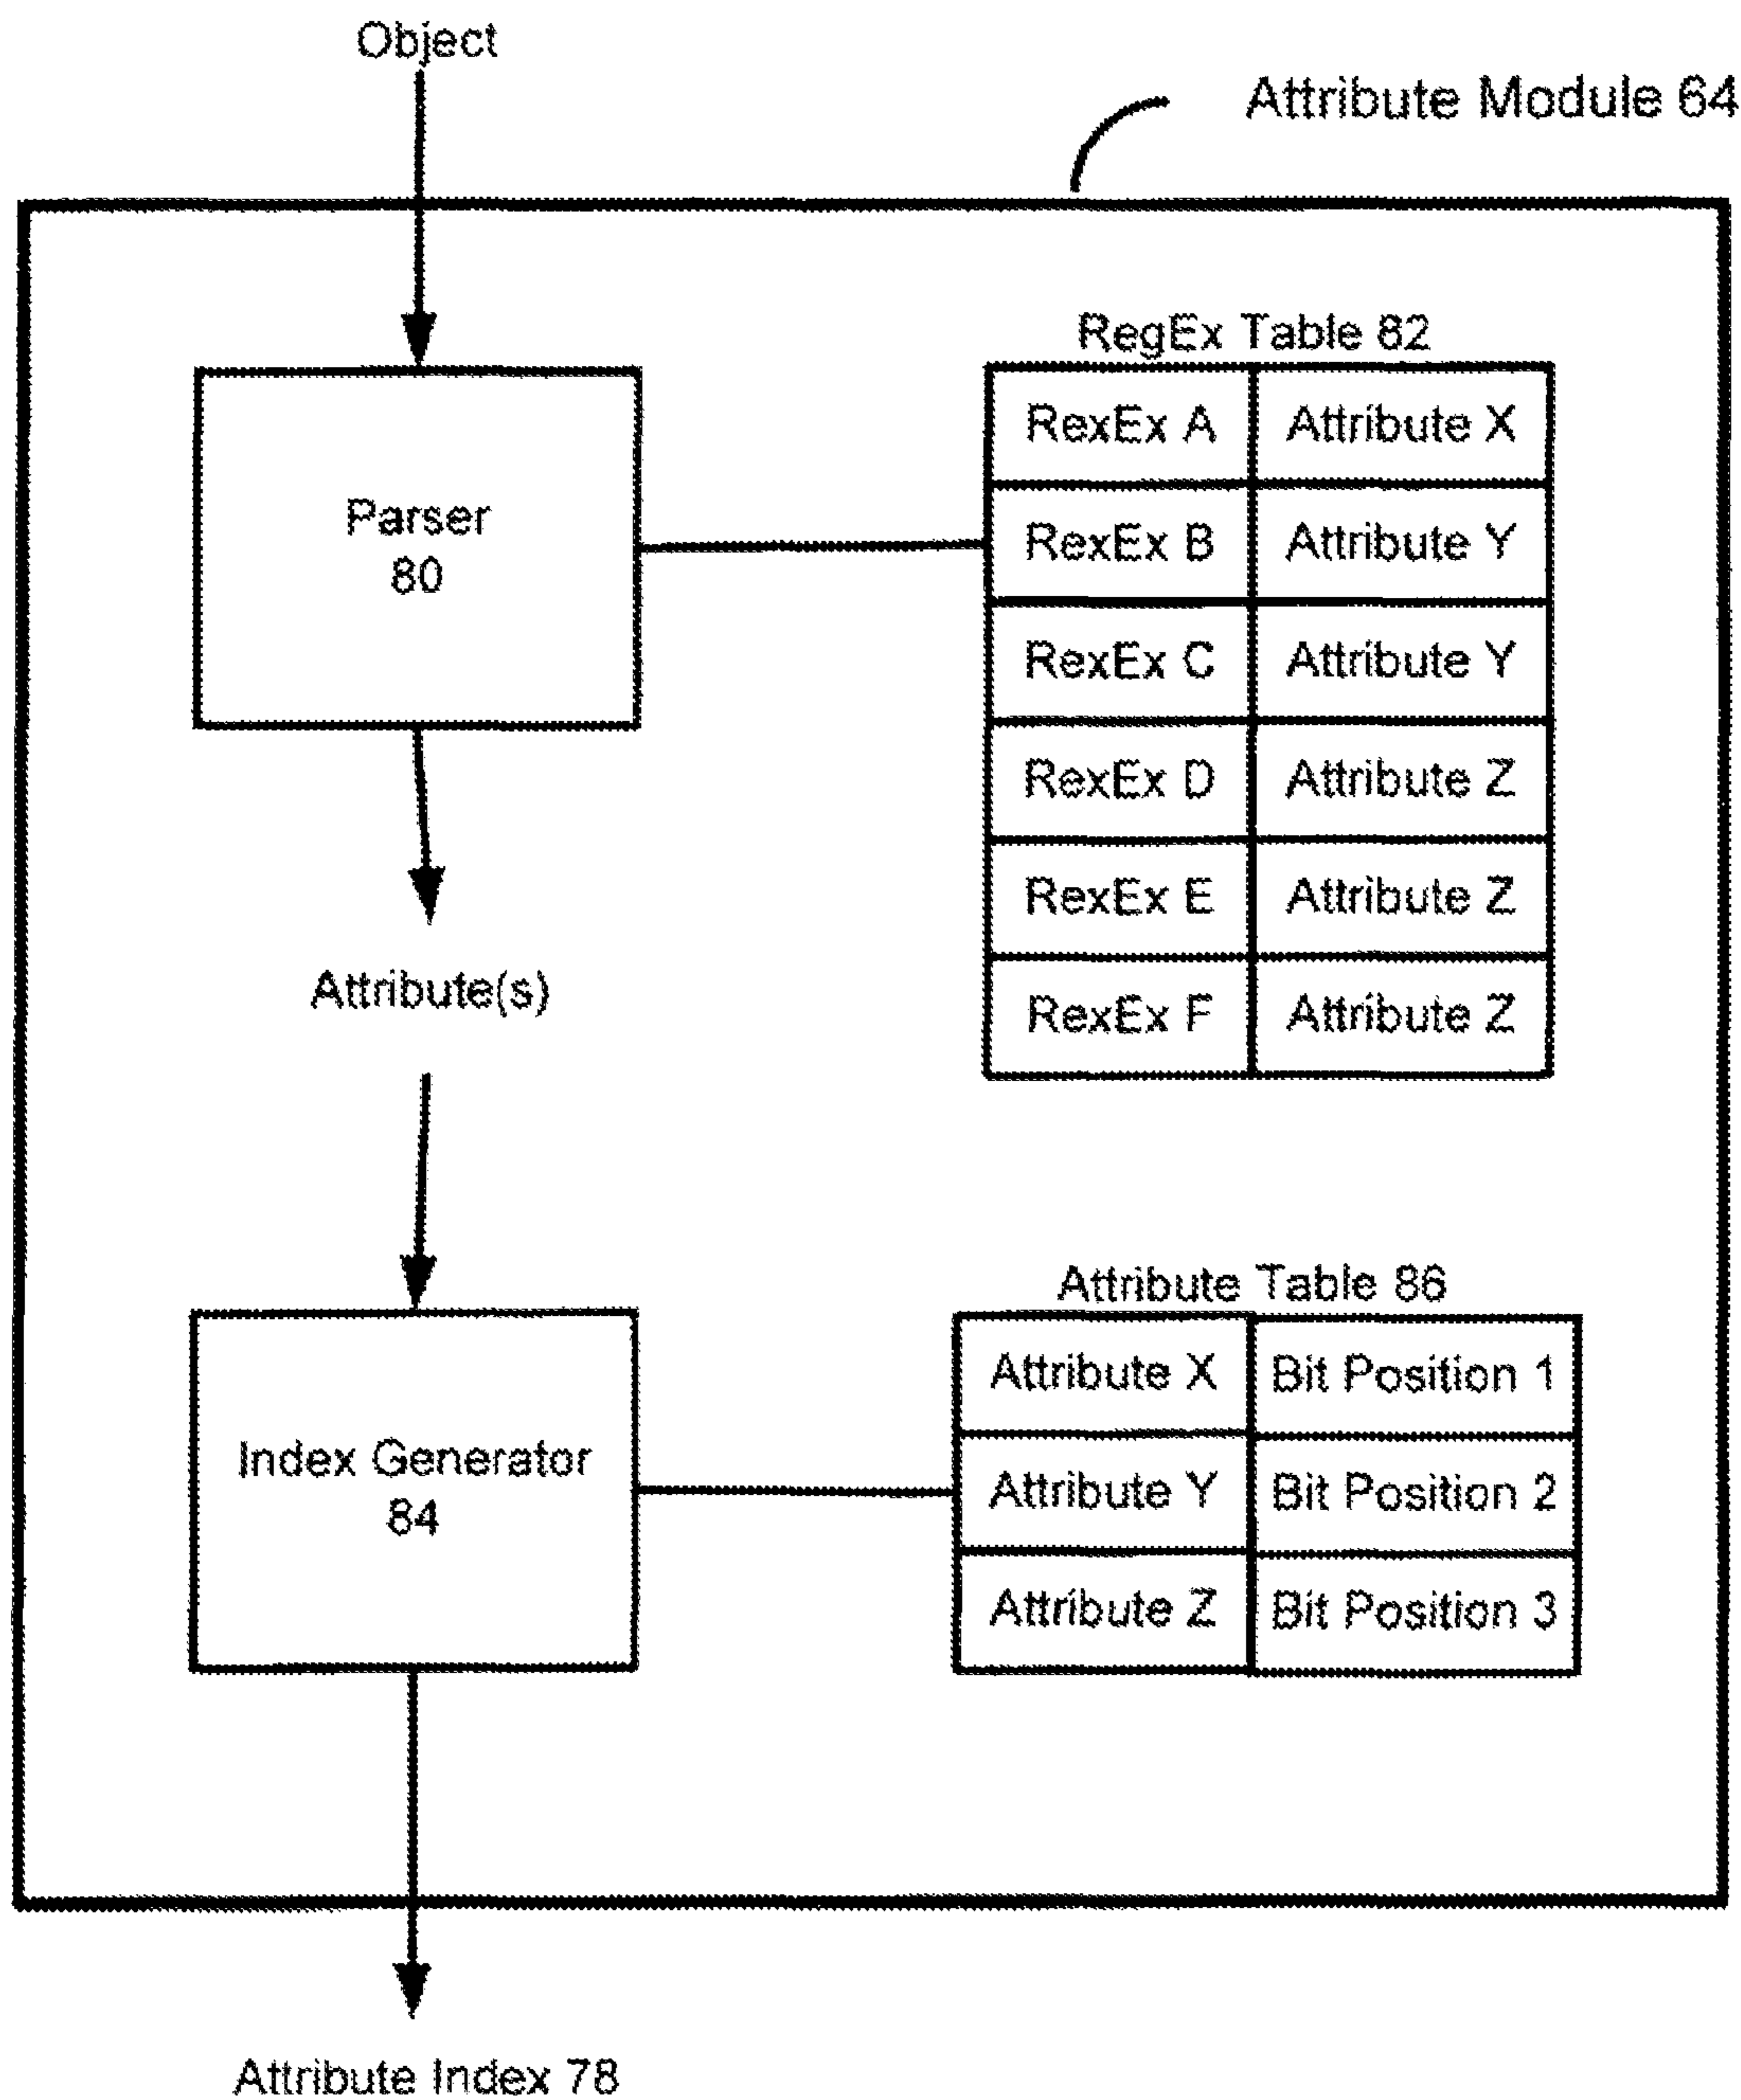 Object
Attribute Module 64
RegEx Table 82
RexEx A Attribute X
RexEx B Attribute Y
RexEx C Attribute Y
RexEx D Attribute Z
RexEx E Attribute Z
RexEx F Attribute Z
Parser
80
Attribute(s)
Attribute Table 86
Attribute X Bit Position 1
Attribute Y Bit Position 2
Attribute Z Bit Position 3
Index Generator
84
Attribute Index 78